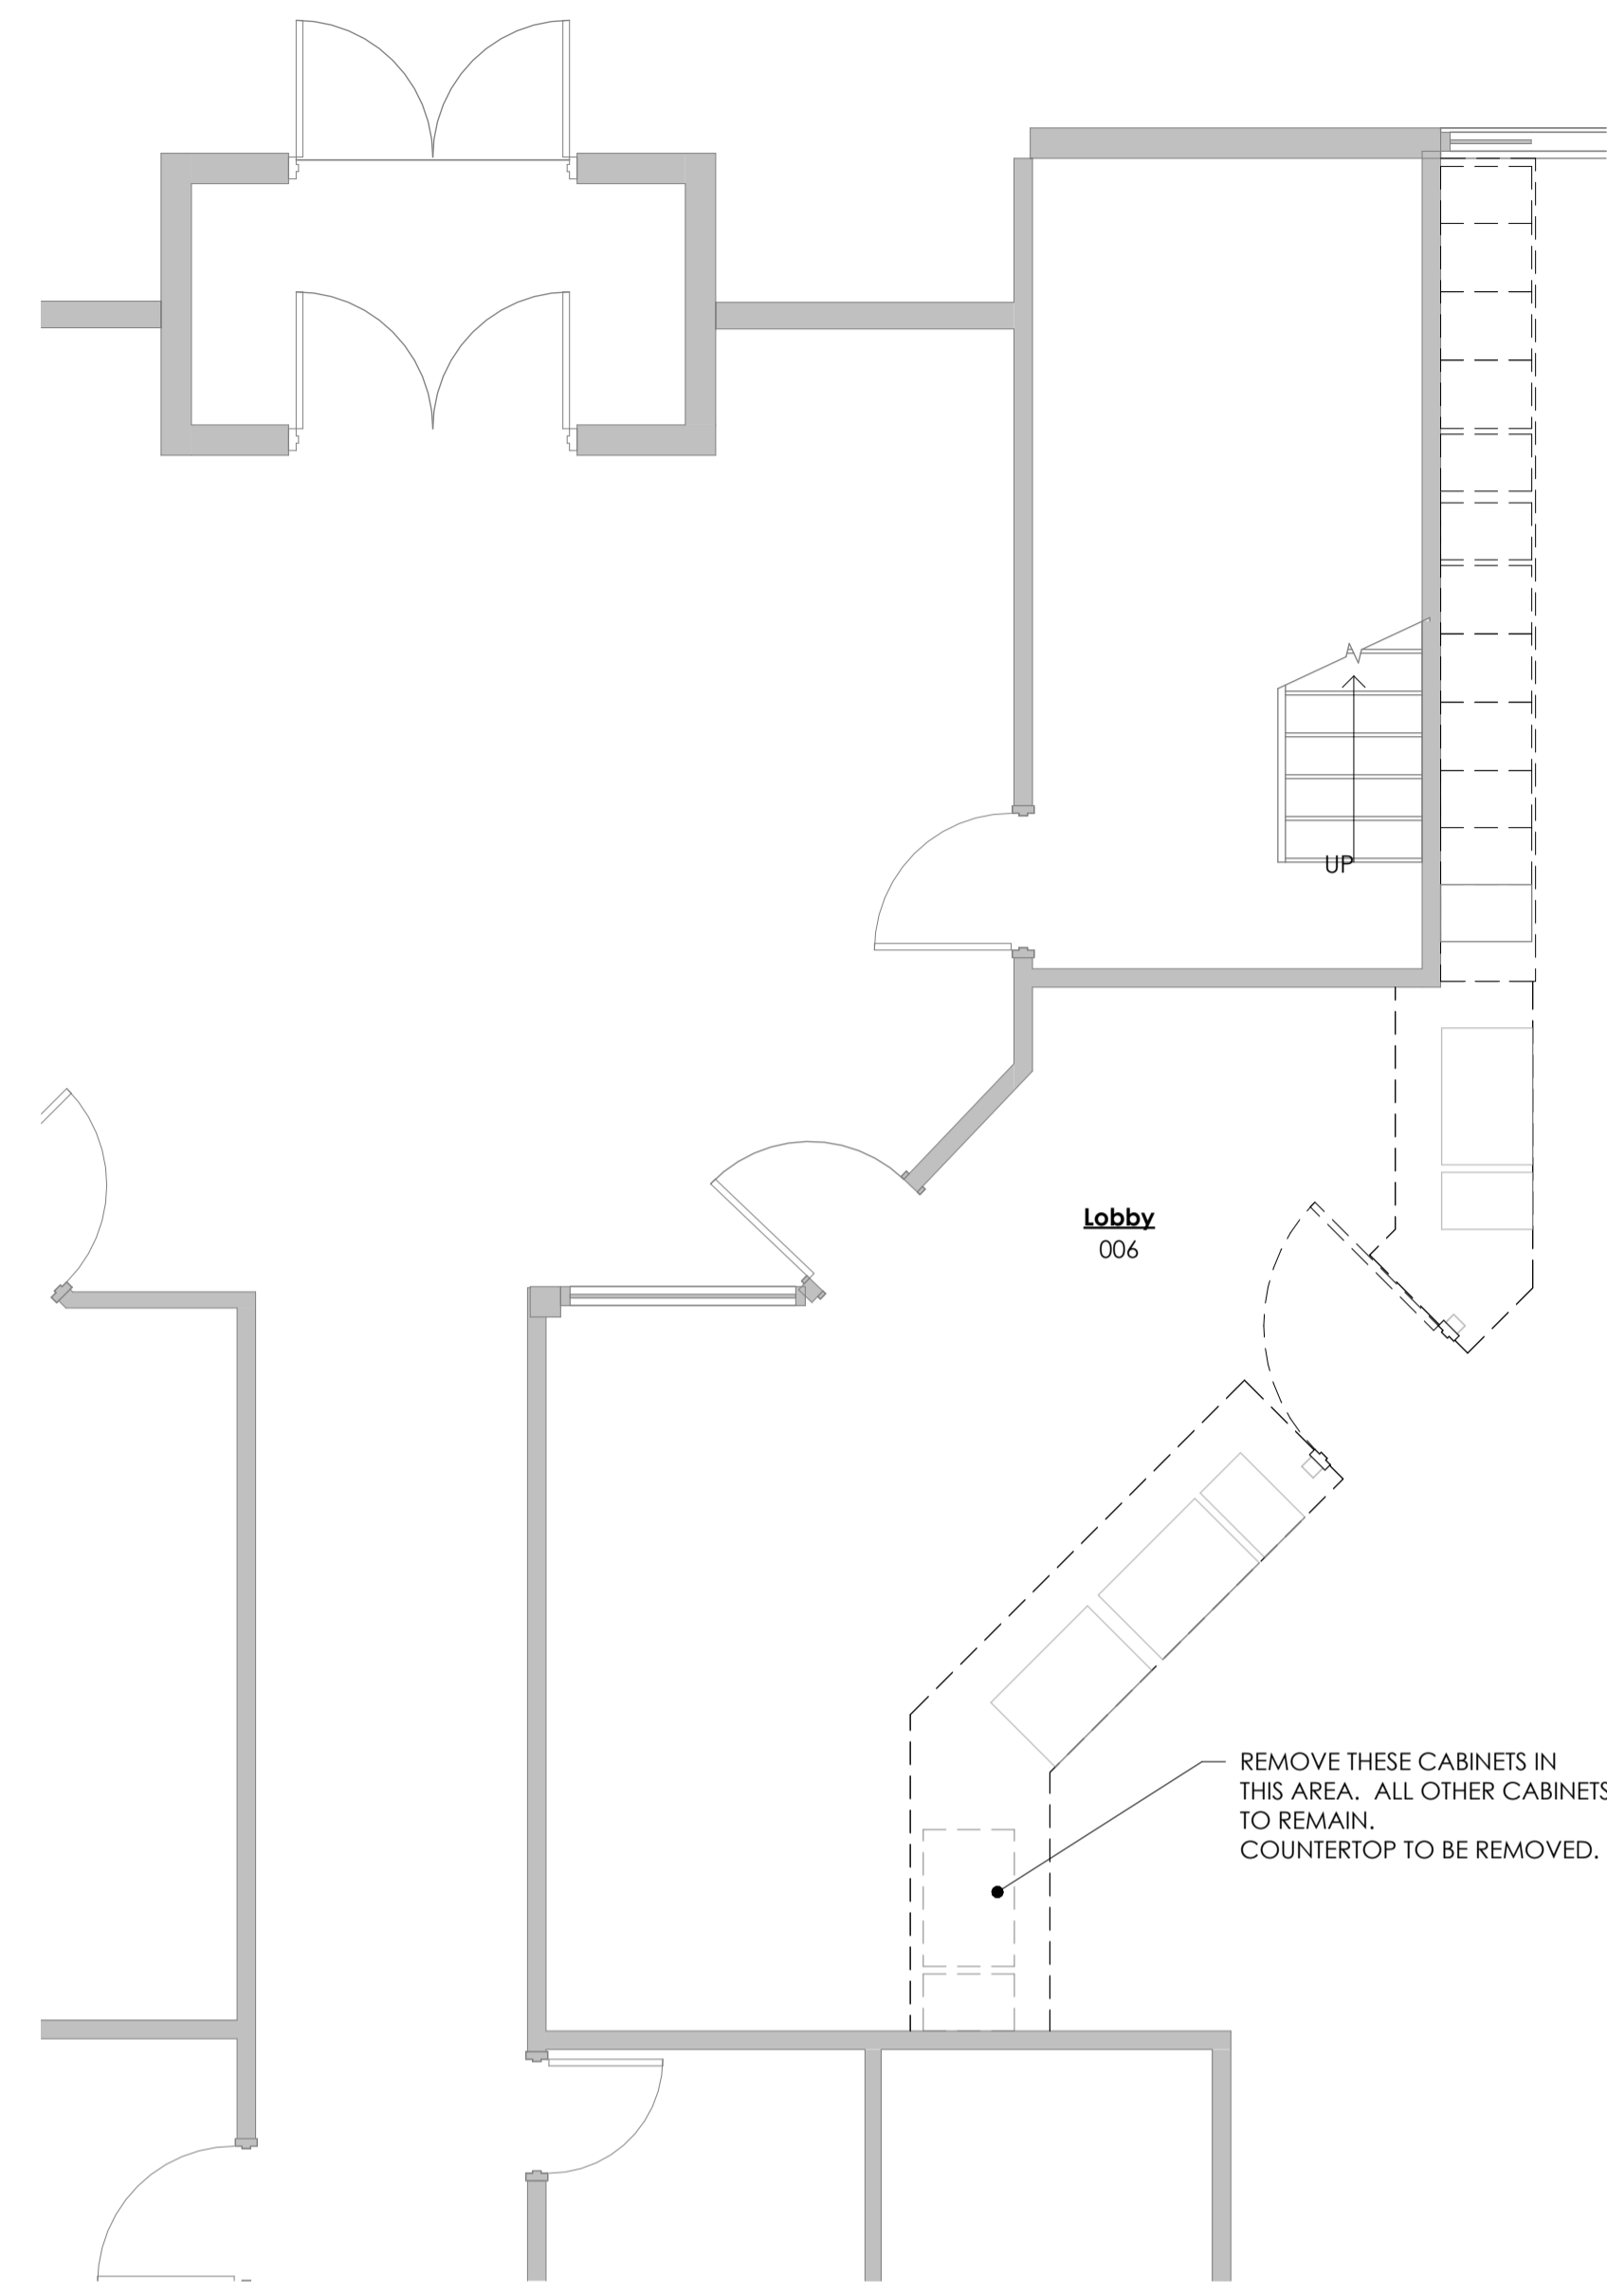 UP
Lobby
006
REMOVE THESE CABINETS IN
THIS AREA. ALL OTHER CABINETS
TO REMAIN.
COUNTERTOP TO BE REMOVED.